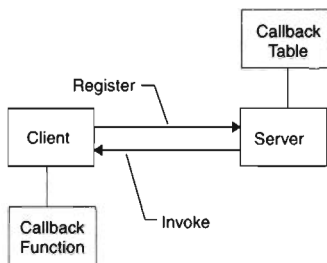 Callback
Table
Register
Client
Server
Invoke
Callback
Function